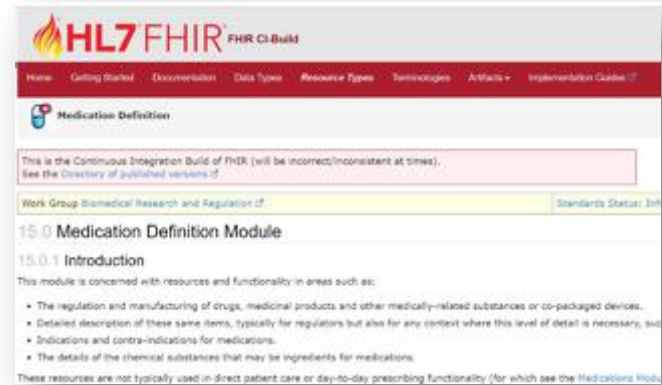 HL7 FHIR FHIR CI-Build
Home Getting Started Documentation Data Types Resource Types Terminologies Artifacts Implementation Guides
Medication Definition
This is the Continuous Integration Build of FHIR (will be incorrect/inconsistent at times).
See the Directory of published versions
Work Group Biomedical Research and Regulation Standards Status: Inf
15.0 Medication Definition Module
15.0.1 Introduction
This module is concerned with resources and functionality in areas such as:
• The regulation and manufacturing of drugs, medicinal products and other medically-related substances or co-packaged devices.
• Detailed description of these same items, typically for regulators but also for any context where this level of detail is necessary, suc
• Indications and contra-indications for medications.
• The details of the chemical substances that may be ingredients for medications.
These resources are not typically used in direct patient care or day-to-day prescribing functionality (for which see the Medications Modu